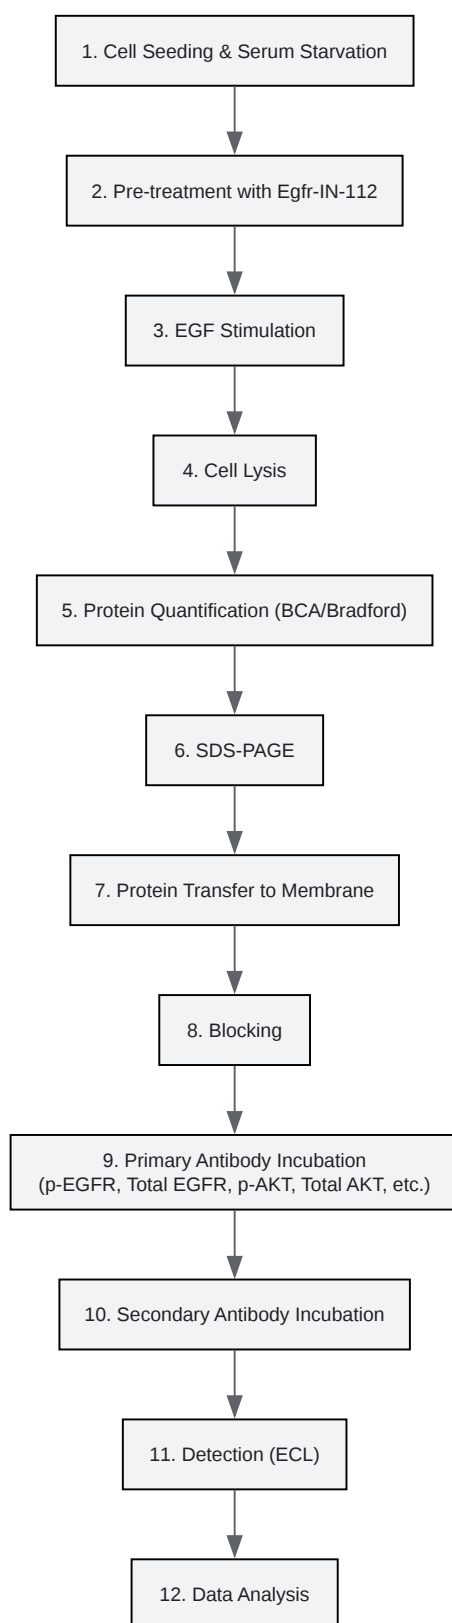 1. Cell Seeding & Serum Starvation
2. Pre-treatment with Egfr-IN-112
3. EGF Stimulation
4. Cell Lysis
5. Protein Quantification (BCA/Bradford)
6. SDS-PAGE
7. Protein Transfer to Membrane
8. Blocking
9. Primary Antibody Incubation
(p-EGFR, Total EGFR, p-AKT, Total AKT, etc.)
10. Secondary Antibody Incubation
11. Detection (ECL)
12. Data Analysis